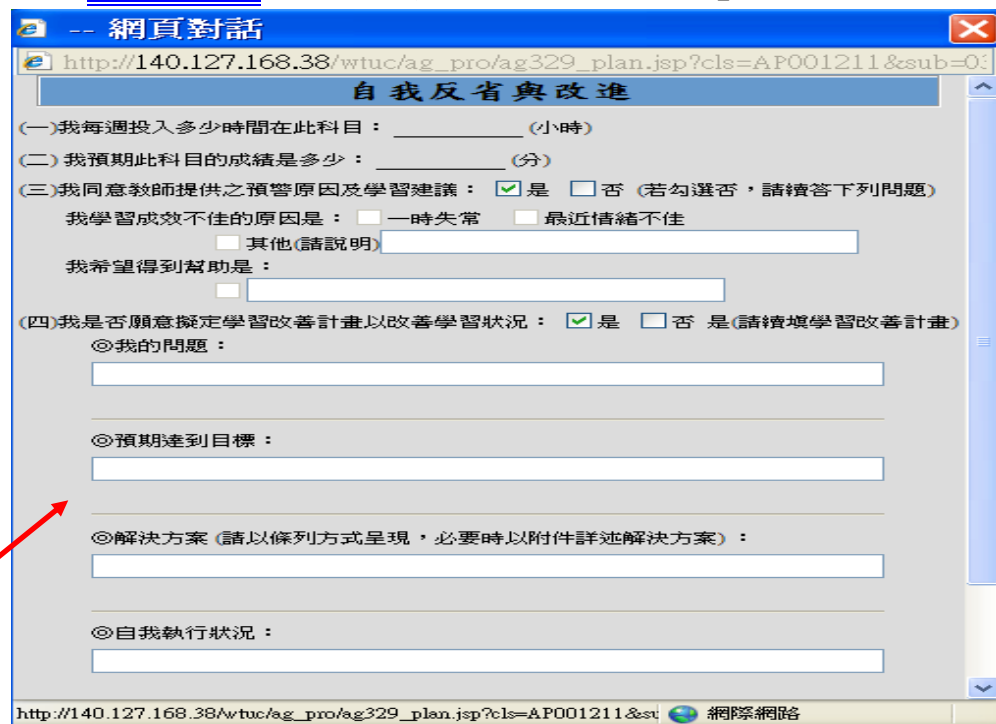 -- 網頁對話
http://140.127.168.38/wtuc/ag_pro/ag329_plan.jsp?cls=AP001211&sub=03
自我反省與改進
(一)我每週投入多少時間在此科目：__________(小時)
(二) 我預期此科目的成績是多少：__________(分)
(三)我同意教師提供之預警原因及學習建議： 是 否 (若勾選否，請續答下列問題)
我學習成效不佳的原因是： 一時失常 最近情緒不佳
其他(請說明)
我希望得到幫助是：
(四)我是否願意擬定學習改善計畫以改善學習狀況： 是 否 是(請續填學習改善計畫)
◎我的問題：
◎預期達到目標：
◎解決方案 (請以條列方式呈現，必要時以附件詳述解決方案)：
◎自我執行狀況：
http://140.127.168.38/wtuc/ag_pro/ag329_plan.jsp?cls=AP001211&su 網際網路